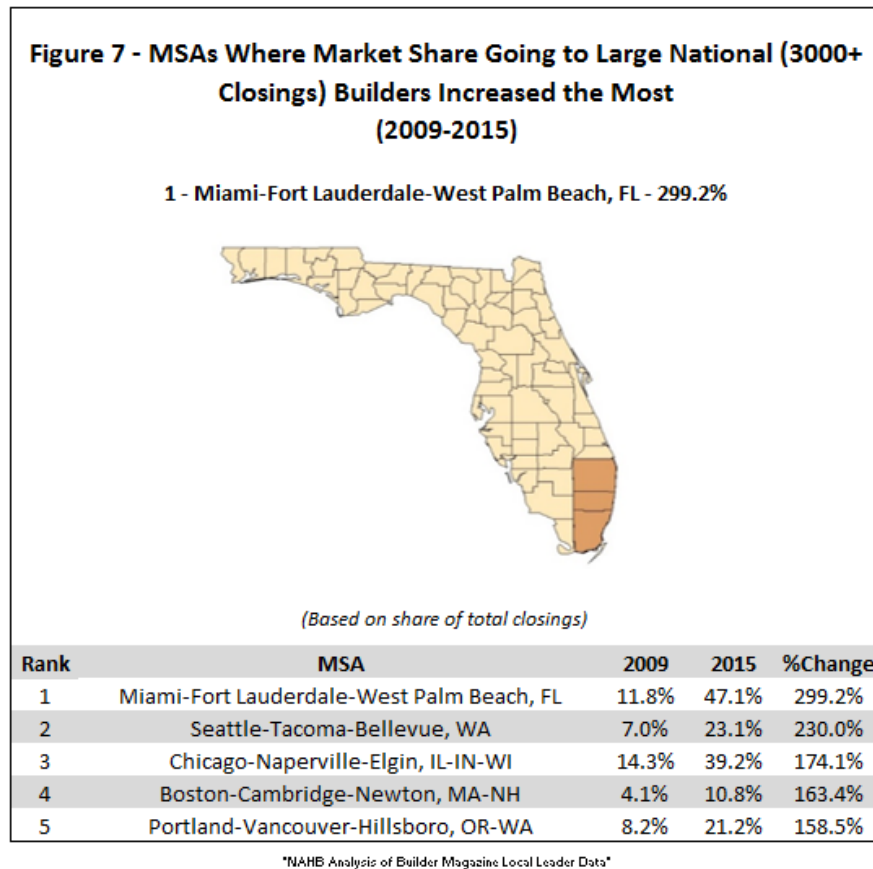 Figure 7 - MSAs Where Market Share Going to Large National (3000+
Closings) Builders Increased the Most
(2009-2015)
1 - Miami-Fort Lauderdale-West Palm Beach, FL - 299.2%
(Based on share of total closings)
Rank MSA 2009 2015 %Change
1 Miami-Fort Lauderdale-West Palm Beach, FL 11.8% 47.1% 299.2%
2 Seattle-Tacoma-Bellevue, WA 7.0% 23.1% 230.0%
3 Chicago-Naperville-Elgin, IL-IN-WI 14.3% 39.2% 174.1%
4 Boston-Cambridge-Newton, MA-NH 4.1% 10.8% 163.4%
5 Portland-Vancouver-Hillsboro, OR-WA 8.2% 21.2% 158.5%
"NAHB Analysis of Builder Magazine Local Leader Data"